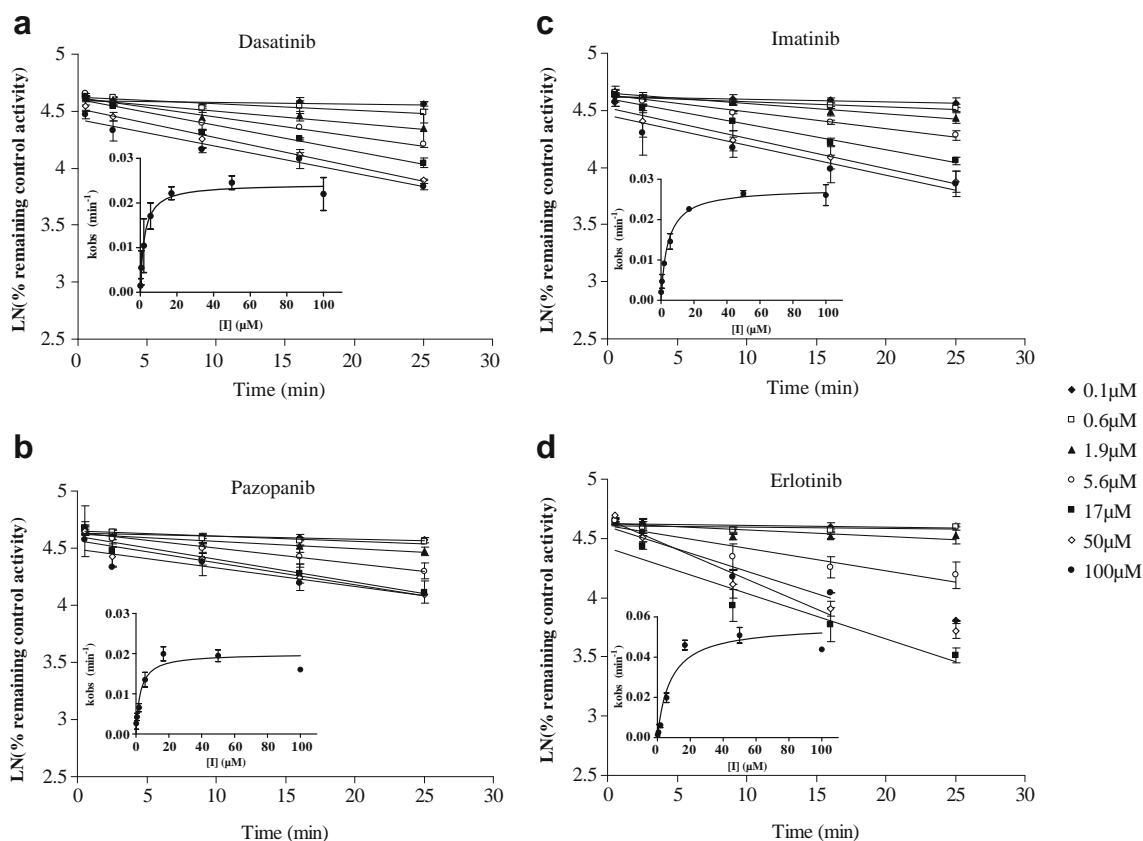 a
Dasatinib
LN(% remaining control activity)
5
4.5
4
3.5
3
2.5
0 5 10 15 20 25 30
Time (min)
kobs (min-1)
0.03
0.02
0.01
0.00
0 20 40 60 80 100
[I] (µM)
c
Imatinib
LN(% remaining control activity)
5
4.5
4
3.5
3
2.5
0 5 10 15 20 25 30
Time (min)
kobs (min-1)
0.04
0.03
0.02
0.01
0.00
0 20 40 60 80 100
[I] (µM)
b
Pazopanib
LN(% remaining control activity)
5
4.5
4
3.5
3
2.5
0 5 10 15 20 25 30
Time (min)
kobs (min-1)
0.03
0.02
0.01
0.00
0 20 40 60 80 100
[I] (µM)
d
Erlotinib
LN(% remaining control activity)
5
4.5
4
3.5
3
2.5
0 5 10 15 20 25 30
Time (min)
kobs (min-1)
0.06
0.04
0.02
0.00
0 20 40 60 80 100
[I] (µM)
0.1µM
0.6µM
1.9µM
5.6µM
17µM
50µM
100µM